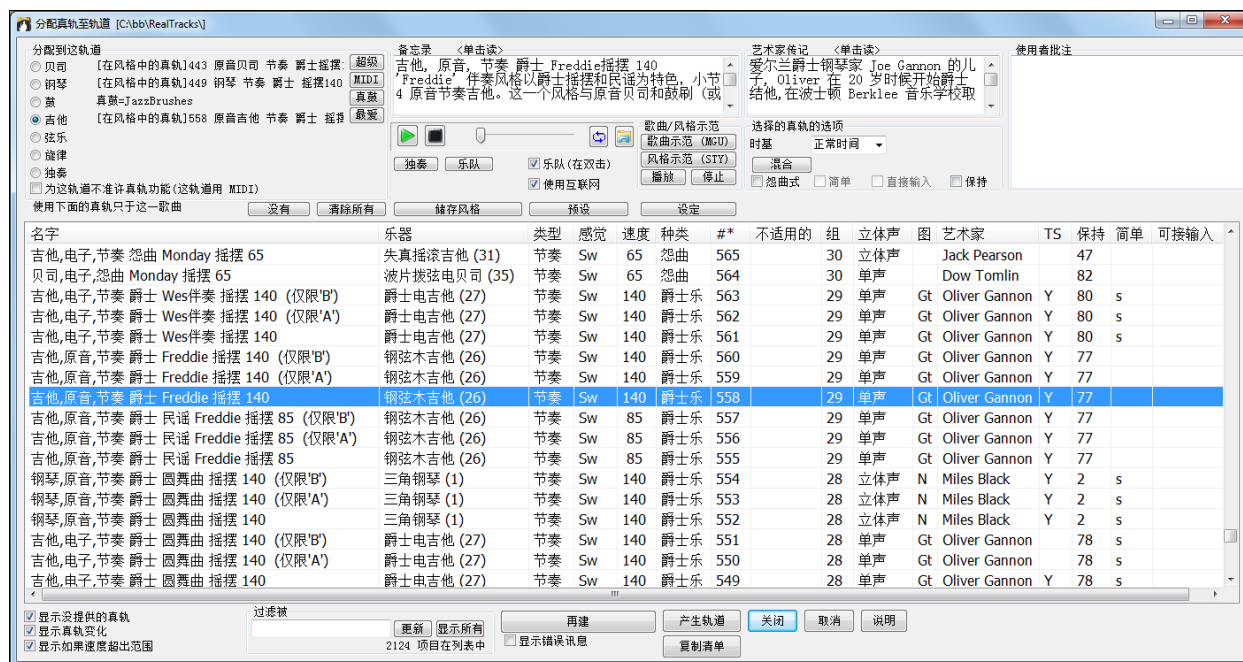 分配真轨至轨道 [C:\bb\RealTracks\]
分配到这轨道
贝司 [在风格中的真轨]443 原音贝司 节奏 爵士摇摆: 超级
钢琴 [在风格中的真轨]449 钢琴 节奏 爵士 摇摆140 MIDI
鼓 真鼓=JazzBrushes 真鼓
吉他 [在风格中的真轨]558 原音吉他 节奏 爵士 摇摆 最爱
弦乐
旋律
独奏
为这轨道不准许真轨功能(这轨道用 MIDI)
备忘录 <单击读>
吉他, 原音, 节奏 爵士 Freddie摇摆 140
'Freddie' 伴奏风格以爵士摇摆和民谣为特色, 小节
4 原音节奏吉他。这一个风格与原音贝司和鼓刷 (或
独奏 乐队
乐队(在双击)
使用互联网
歌曲/风格示范
歌曲示范 (MGU)
风格示范 (STY)
播放 停止
艺术家传记 <单击读>
爱尔兰爵士钢琴家 Joe Gannon 的儿
子, Oliver 在 20 岁时候开始爵士
结他,在波士顿 Berklee 音乐学校取
选择的真轨的选项
时基 正常时间
混合
怨曲式 简单 直接输入 保持
使用者批注
使用下面的真轨只于这一歌曲 没有 清除所有 储存风格 预设 设定
名字 乐器 类型 感觉 速度 种类 #* 不适用的 组 立体声 图 艺术家 TS 保持 简单 可接输入
吉他,电子,节奏 怨曲 Monday 摇摆 65 失真摇滚吉他 (31) 节奏 Sw 65 怨曲 565 30 立体声 Jack Pearson 47
贝司,电子,怨曲 Monday 摇摆 65 波片拨弦电贝司 (35) 节奏 Sw 65 怨曲 564 30 单声 Dow Tomlin 82
吉他,电子,节奏 爵士 Wes伴奏 摇摆 140 (仅限'B') 爵士电吉他 (27) 节奏 Sw 140 爵士乐 563 29 单声 Gt Oliver Gannon Y 80 s
吉他,电子,节奏 爵士 Wes伴奏 摇摆 140 (仅限'A') 爵士电吉他 (27) 节奏 Sw 140 爵士乐 562 29 单声 Gt Oliver Gannon Y 80 s
吉他,电子,节奏 爵士 Wes伴奏 摇摆 140 爵士电吉他 (27) 节奏 Sw 140 爵士乐 561 29 单声 Gt Oliver Gannon Y 80 s
吉他,原音,节奏 爵士 Freddie 摇摆 140 (仅限'B') 钢弦木吉他 (26) 节奏 Sw 140 爵士乐 560 29 单声 Gt Oliver Gannon Y 77
吉他,原音,节奏 爵士 Freddie 摇摆 140 (仅限'A') 钢弦木吉他 (26) 节奏 Sw 140 爵士乐 559 29 单声 Gt Oliver Gannon Y 77
吉他,原音,节奏 爵士 Freddie 摇摆 140 钢弦木吉他 (26) 节奏 Sw 140 爵士乐 558 29 单声 Gt Oliver Gannon Y 77
吉他,原音,节奏 爵士 民谣 Freddie 摇摆 85 (仅限'B') 钢弦木吉他 (26) 节奏 Sw 85 爵士乐 557 29 单声 Gt Oliver Gannon Y 77
吉他,原音,节奏 爵士 民谣 Freddie 摇摆 85 (仅限'A') 钢弦木吉他 (26) 节奏 Sw 85 爵士乐 556 29 单声 Gt Oliver Gannon Y 77
吉他,原音,节奏 爵士 民谣 Freddie 摇摆 85 钢弦木吉他 (26) 节奏 Sw 85 爵士乐 555 29 单声 Gt Oliver Gannon Y 77
钢琴,原音,节奏 爵士 圆舞曲 摇摆 140 (仅限'B') 三角钢琴 (1) 节奏 Sw 140 爵士乐 554 28 立体声 N Miles Black Y 2 s
钢琴,原音,节奏 爵士 圆舞曲 摇摆 140 (仅限'A') 三角钢琴 (1) 节奏 Sw 140 爵士乐 553 28 立体声 N Miles Black Y 2 s
钢琴,原音,节奏 爵士 圆舞曲 摇摆 140 三角钢琴 (1) 节奏 Sw 140 爵士乐 552 28 立体声 N Miles Black Y 2 s
吉他,电子,节奏 爵士 圆舞曲 摇摆 140 (仅限'B') 爵士电吉他 (27) 节奏 Sw 140 爵士乐 551 28 单声 Gt Oliver Gannon 78 s
吉他,电子,节奏 爵士 圆舞曲 摇摆 140 (仅限'A') 爵士电吉他 (27) 节奏 Sw 140 爵士乐 550 28 单声 Gt Oliver Gannon 78 s
吉他,电子,节奏 爵士 圆舞曲 摇摆 140 爵士电吉他 (27) 节奏 Sw 140 爵士乐 549 28 单声 Gt Oliver Gannon Y 78 s
显示没提供的真轨
显示真轨变化
显示如果速度超出范围
过滤被
更新 显示所有
2124 项目在列表中
再建
显示错误讯息
产生轨道 关闭 取消 说明
复制清单